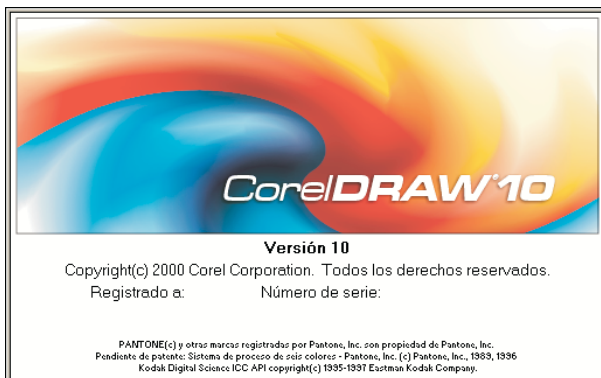 CorelDRAW®10
Versión 10
Copyright(c) 2000 Corel Corporation. Todos los derechos reservados.
Registrado a: Número de serie:
PANTONE(c) y otras marcas registradas por Pantone, Inc. son propiedad de Pantone, Inc.
Pendiente de patente: Sistema de proceso de seis colores - Pantone, Inc. (c) Pantone, Inc., 1989, 1996
Kodak Digital Science ICC API copyright(c) 1995-1997 Eastman Kodak Company.